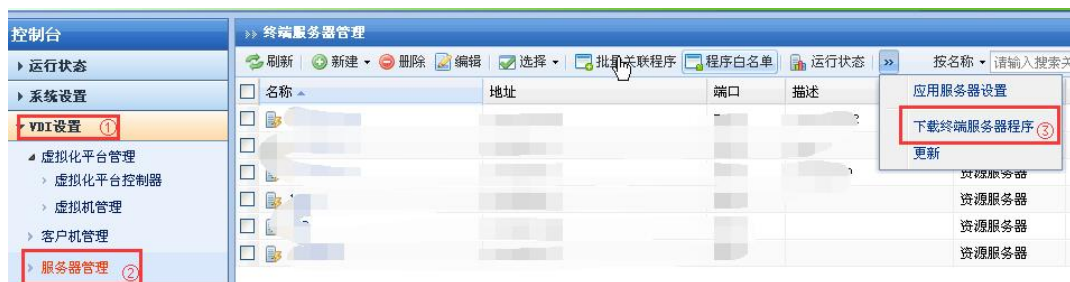 控制台
运行状态
系统设置
VDI设置 ①
虚拟化平台管理
虚拟化平台控制器
虚拟机管理
客户机管理
服务器管理 ②
终端服务器管理
刷新 新建 删除 编辑 选择 批量关联程序 程序白名单 运行状态 » 按名称 请输入搜索关
名称 地址 端口 描述
应用服务器设置
下载终端服务器程序 ③
更新
资源服务器
资源服务器
资源服务器
资源服务器